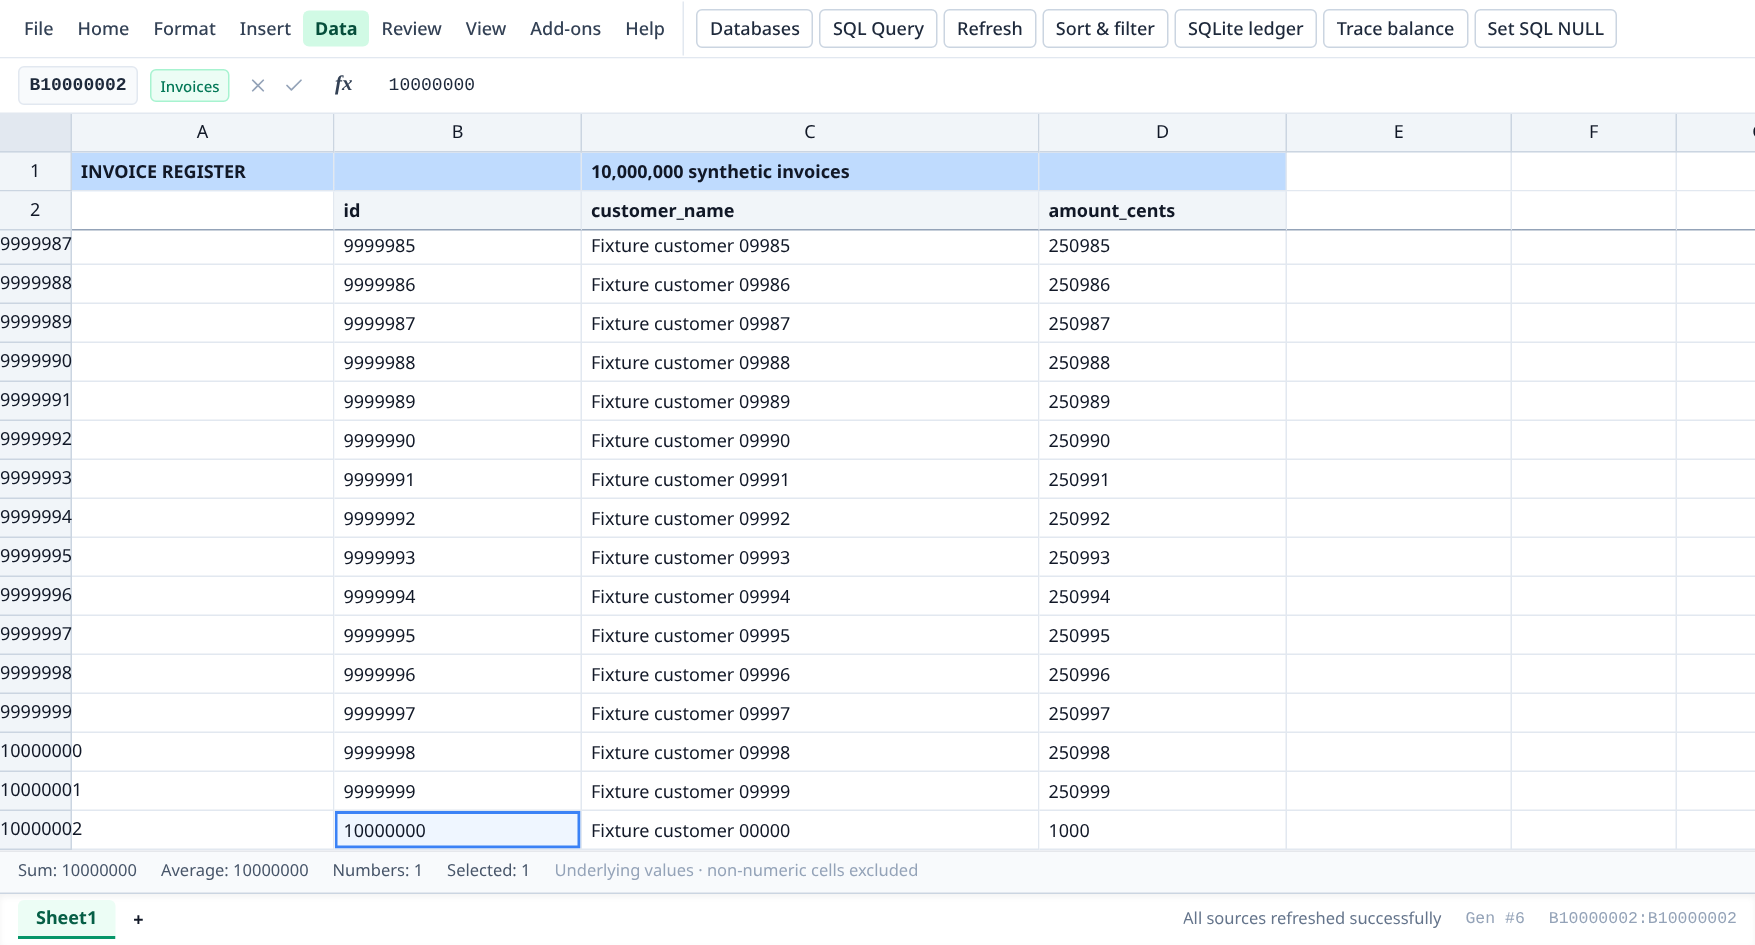 File Home Format Insert Data Review View Add-ons Help Databases SQL Query Refresh Sort & filter SQLite ledger Trace balance Set SQL NULL
B10000002 Invoices fx 10000000
A B C D E F
1 INVOICE REGISTER 10,000,000 synthetic invoices
2 id customer_name amount_cents
9999987 9999985 Fixture customer 09985 250985
9999988 9999986 Fixture customer 09986 250986
9999989 9999987 Fixture customer 09987 250987
9999990 9999988 Fixture customer 09988 250988
9999991 9999989 Fixture customer 09989 250989
9999992 9999990 Fixture customer 09990 250990
9999993 9999991 Fixture customer 09991 250991
9999994 9999992 Fixture customer 09992 250992
9999995 9999993 Fixture customer 09993 250993
9999996 9999994 Fixture customer 09994 250994
9999997 9999995 Fixture customer 09995 250995
9999998 9999996 Fixture customer 09996 250996
9999999 9999997 Fixture customer 09997 250997
10000000 9999998 Fixture customer 09998 250998
10000001 9999999 Fixture customer 09999 250999
10000002 10000000 Fixture customer 00000 1000
Sum: 10000000 Average: 10000000 Numbers: 1 Selected: 1 Underlying values · non-numeric cells excluded
Sheet1 + All sources refreshed successfully Gen #6 B10000002:B10000002